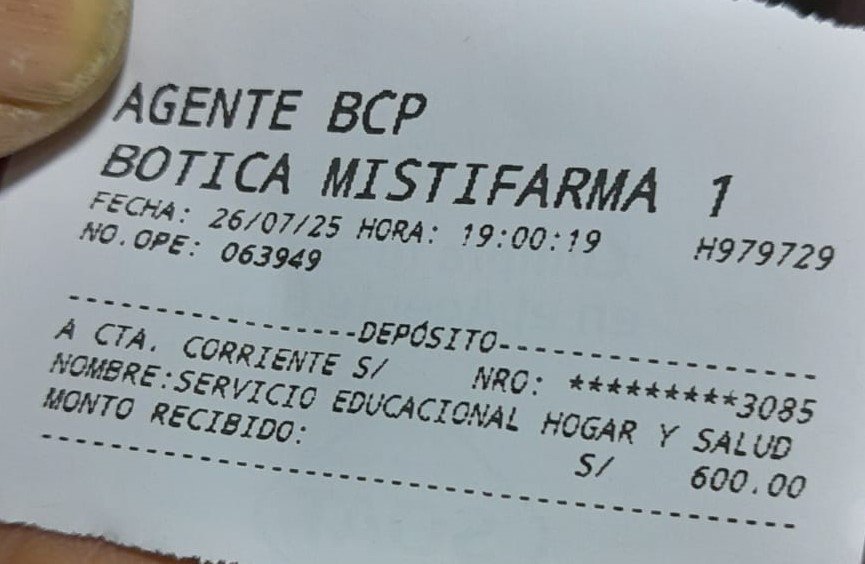 AGENTE BCP
BOTICA MISTIFARMA 1
FECHA: 26/07/25 HORA: 19:00:19 H979729
NO.OPE: 063949
-----------------DEPÓSITO-------------------
A CTA. CORRIENTE S/ NRO: *********3085
NOMBRE:SERVICIO EDUCACIONAL HOGAR Y SALUD
MONTO RECIBIDO: S/ 600.00
--------------------------------------------